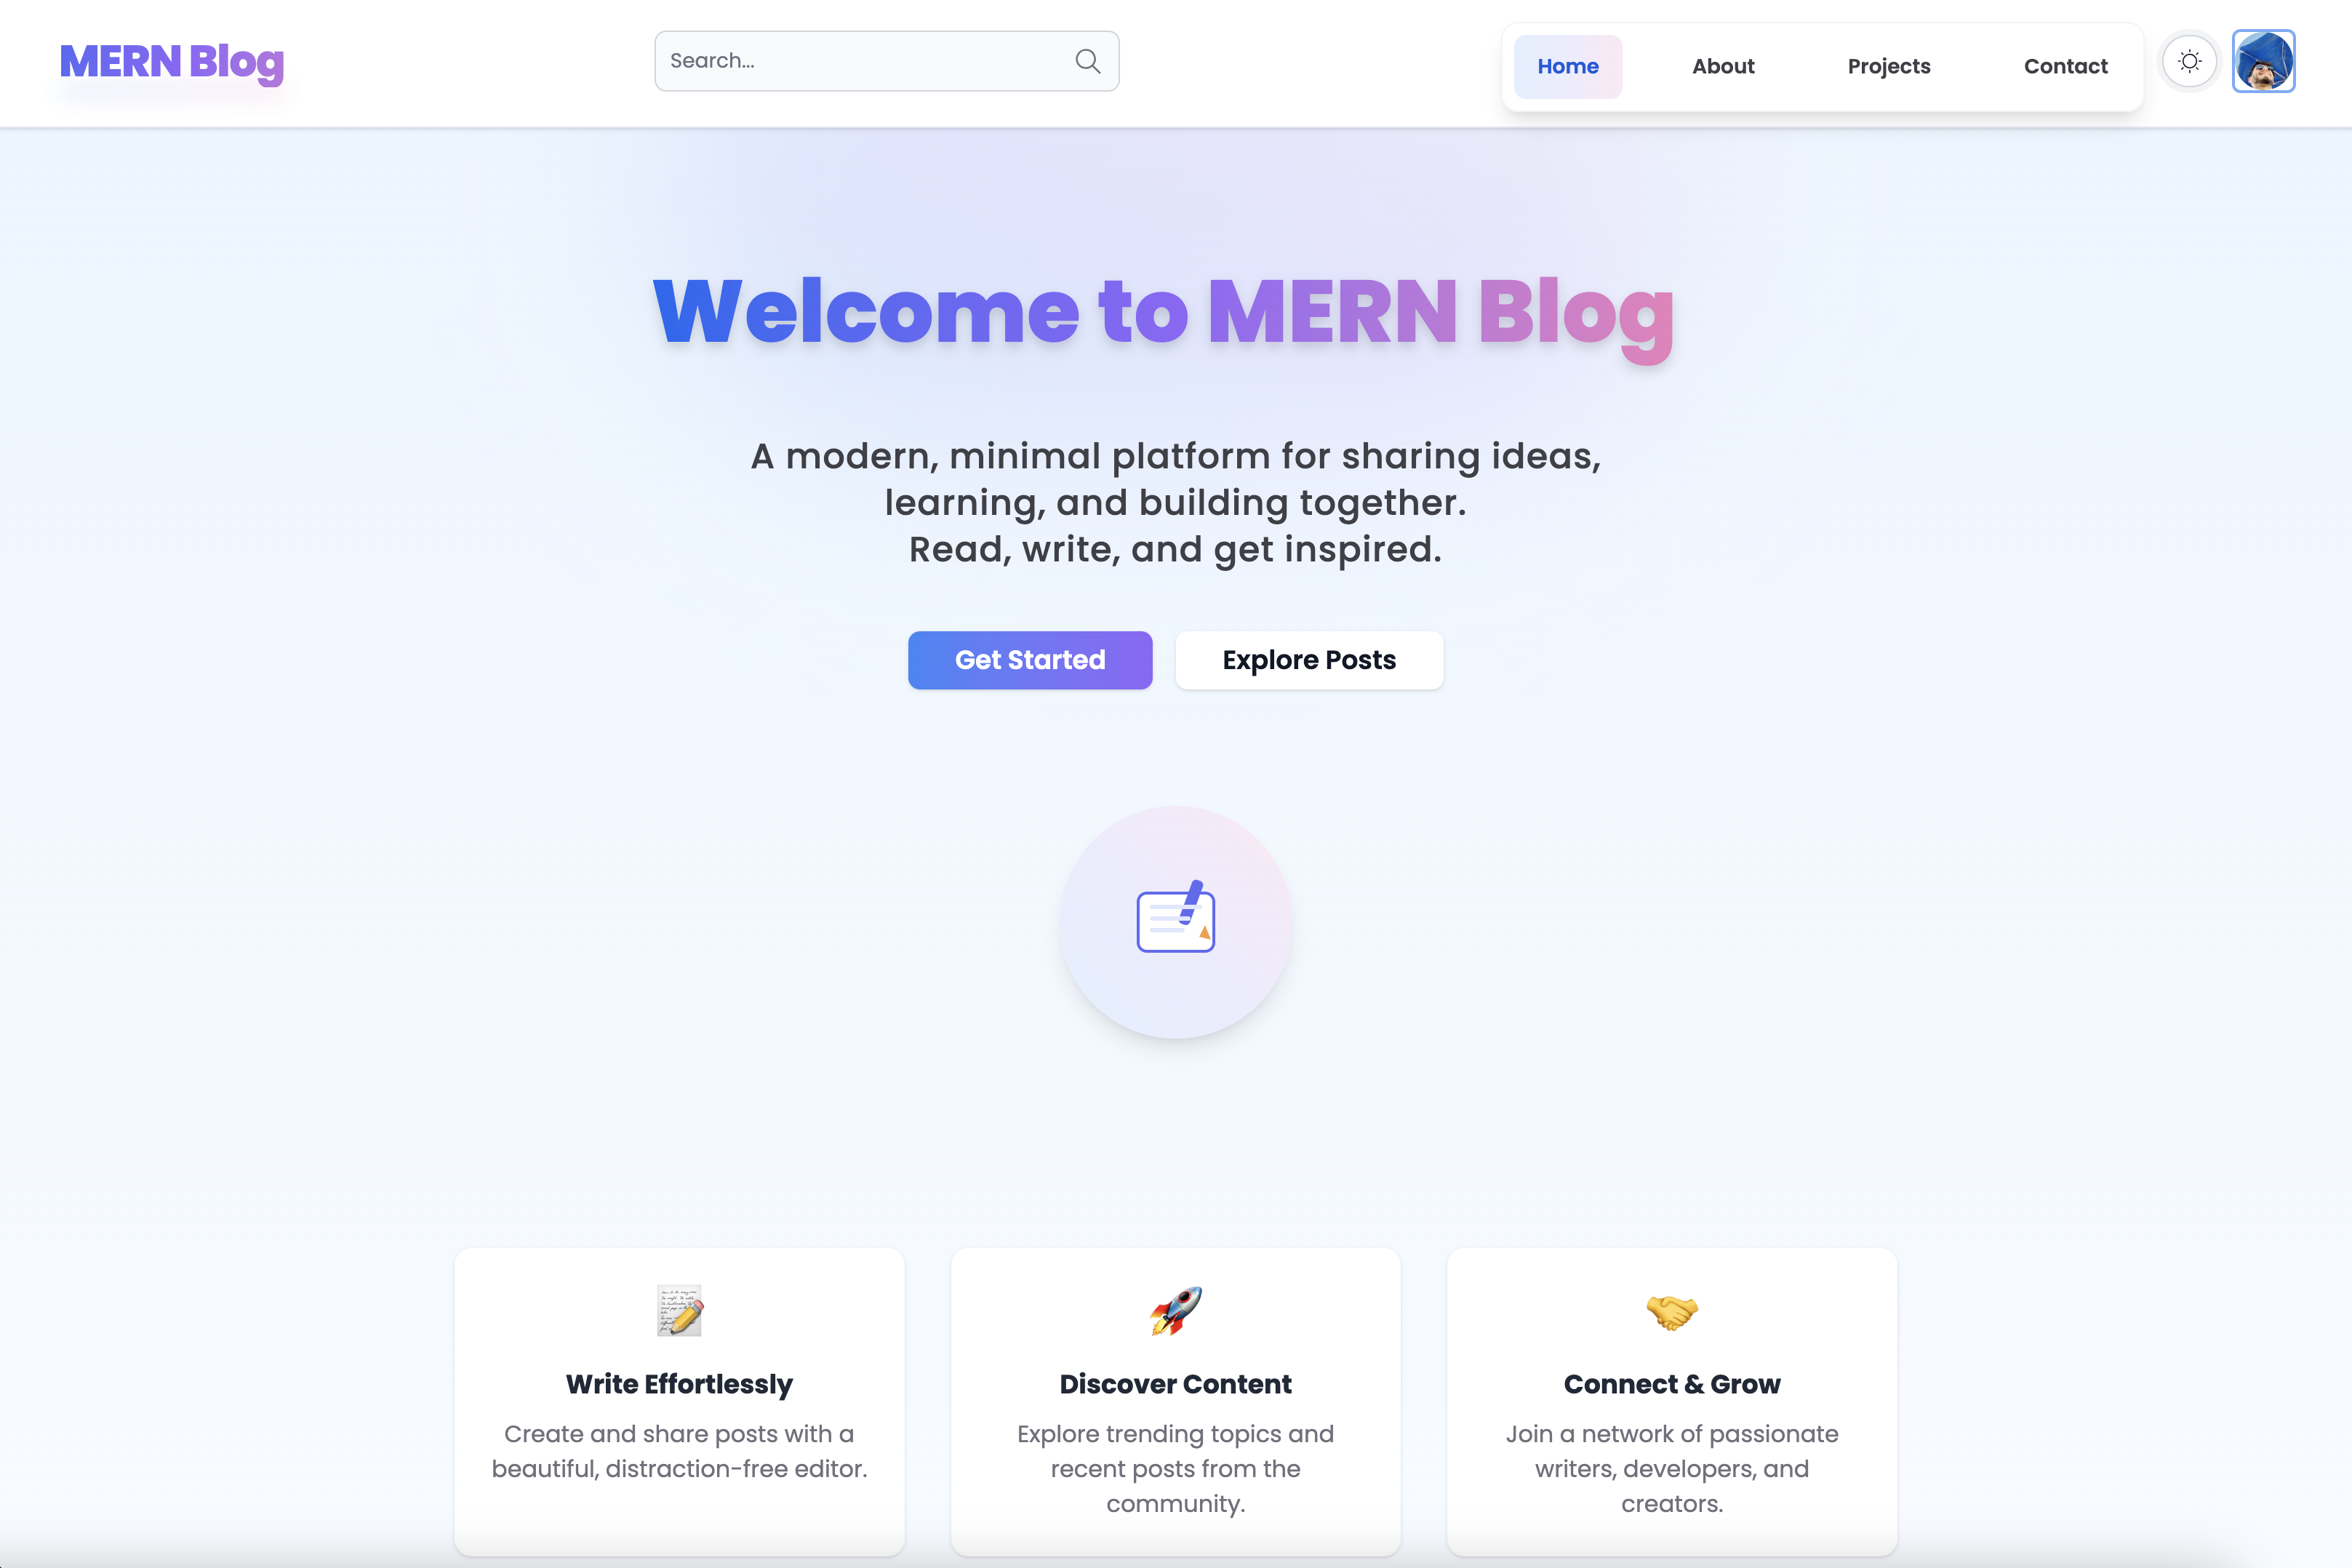 MERN Blog
Search...
Home
About
Projects
Contact
Welcome to MERN Blog
A modern, minimal platform for sharing ideas,
learning, and building together.
Read, write, and get inspired.
Get Started
Explore Posts
Write Effortlessly
Create and share posts with a
beautiful, distraction-free editor.
Discover Content
Explore trending topics and
recent posts from the
community.
Connect & Grow
Join a network of passionate
writers, developers, and
creators.